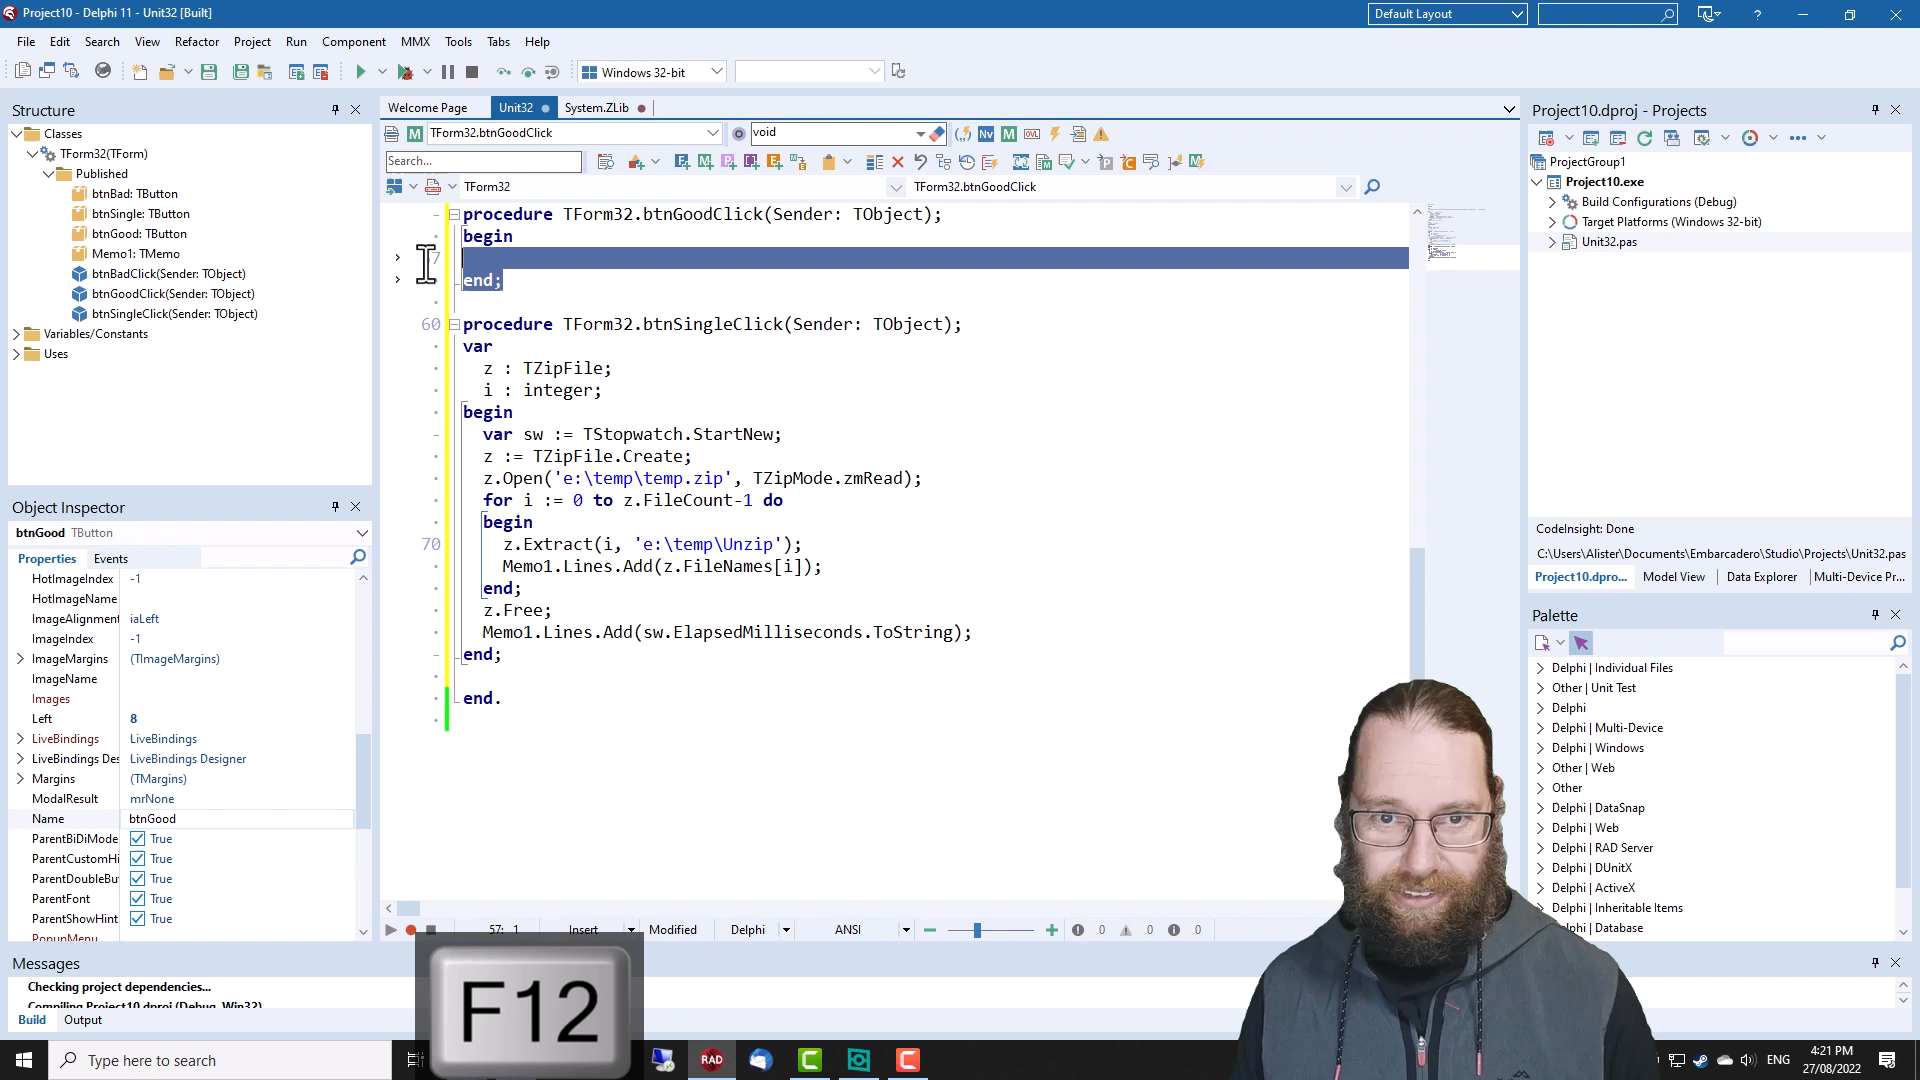 Project10 - Delphi 11 - Unit32 [Built]
Default Layout
File Edit Search View Refactor Project Run Component MMX Tools Tabs Help
Windows 32-bit
Structure
Classes
TForm32(TForm)
Published
btnBad: TButton
btnSingle: TButton
btnGood: TButton
Memo1: TMemo
btnBadClick(Sender: TObject)
btnGoodClick(Sender: TObject)
btnSingleClick(Sender: TObject)
Variables/Constants
Uses
Object Inspector
btnGood TButton
Properties Events
HotImageIndex -1
HotImageName
ImageAlignment iaLeft
ImageIndex -1
ImageMargins (TImageMargins)
ImageName
Images
Left 8
LiveBindings LiveBindings
LiveBindings Des LiveBindings Designer
Margins (TMargins)
ModalResult mrNone
Name btnGood
ParentBiDiMode True
ParentCustomHi True
ParentDoubleBu True
ParentFont True
ParentShowHint True
PopupMenu
Welcome Page Unit32 System.ZLib
TForm32.btnGoodClick void
Search...
TForm32 TForm32.btnGoodClick
procedure TForm32.btnGoodClick(Sender: TObject);
begin
7
end;
60 procedure TForm32.btnSingleClick(Sender: TObject);
var
z : TZipFile;
i : integer;
begin
var sw := TStopwatch.StartNew;
z := TZipFile.Create;
z.Open('e:\temp\temp.zip', TZipMode.zmRead);
for i := 0 to z.FileCount-1 do
begin
70 z.Extract(i, 'e:\temp\Unzip');
Memo1.Lines.Add(z.FileNames[i]);
end;
z.Free;
Memo1.Lines.Add(sw.ElapsedMilliseconds.ToString);
end;
end.
57: 1 Insert Modified Delphi ANSI 0 0 0
Project10.dproj - Projects
ProjectGroup1
Project10.exe
Build Configurations (Debug)
Target Platforms (Windows 32-bit)
Unit32.pas
CodeInsight: Done
C:\Users\Alister\Documents\Embarcadero\Studio\Projects\Unit32.pas
Project10.dpro... Model View Data Explorer Multi-Device Pr...
Palette
Delphi | Individual Files
Other | Unit Test
Delphi
Delphi | Multi-Device
Delphi | Windows
Other | Web
Other
Delphi | DataSnap
Delphi | Web
Delphi | RAD Server
Delphi | DUnitX
Delphi | ActiveX
Delphi | Inheritable Items
Delphi | Database
Messages
Checking project dependencies...
Compiling Project10.dproj (Debug, Win32)
Build Output
F12
Type here to search
RAD
ENG
4:21 PM
27/08/2022